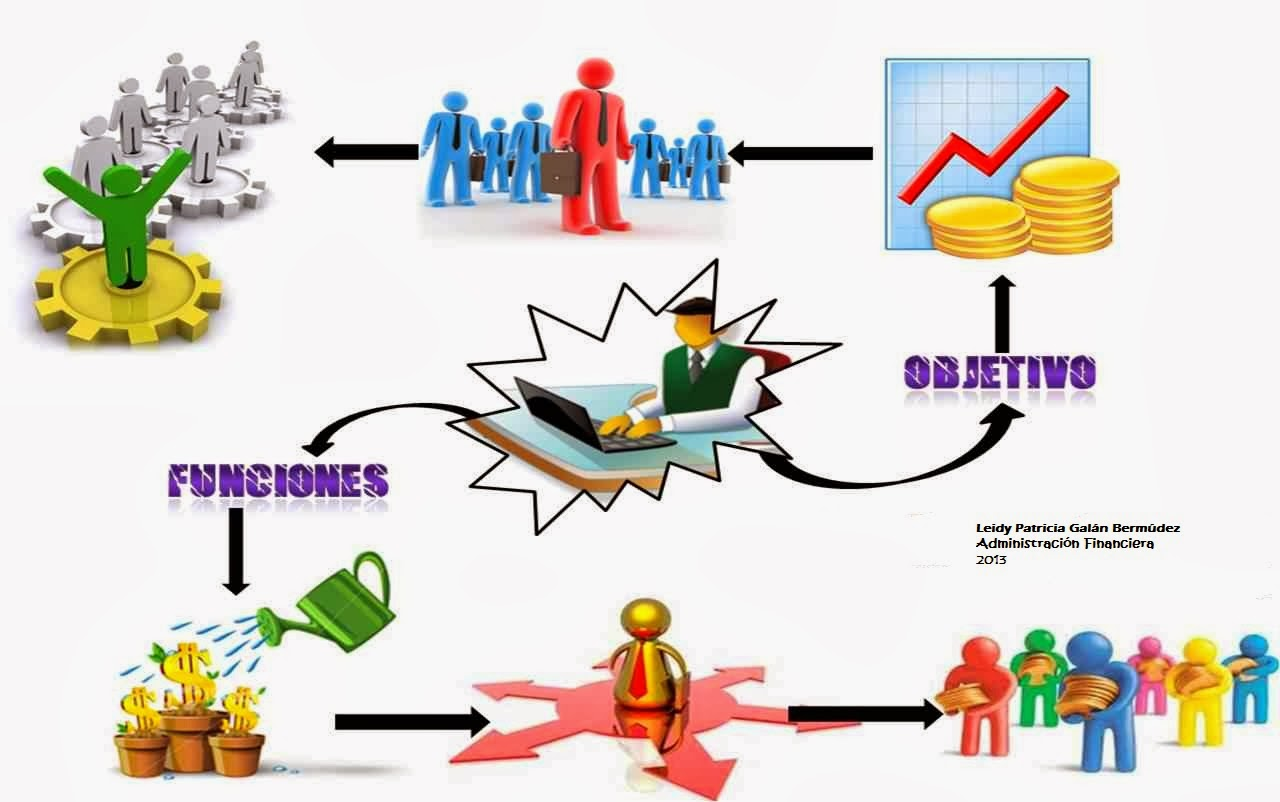 OBJETIVO
FUNCIONES
Leidy Patricia Galán Bermúdez
Administración Financiera
2013